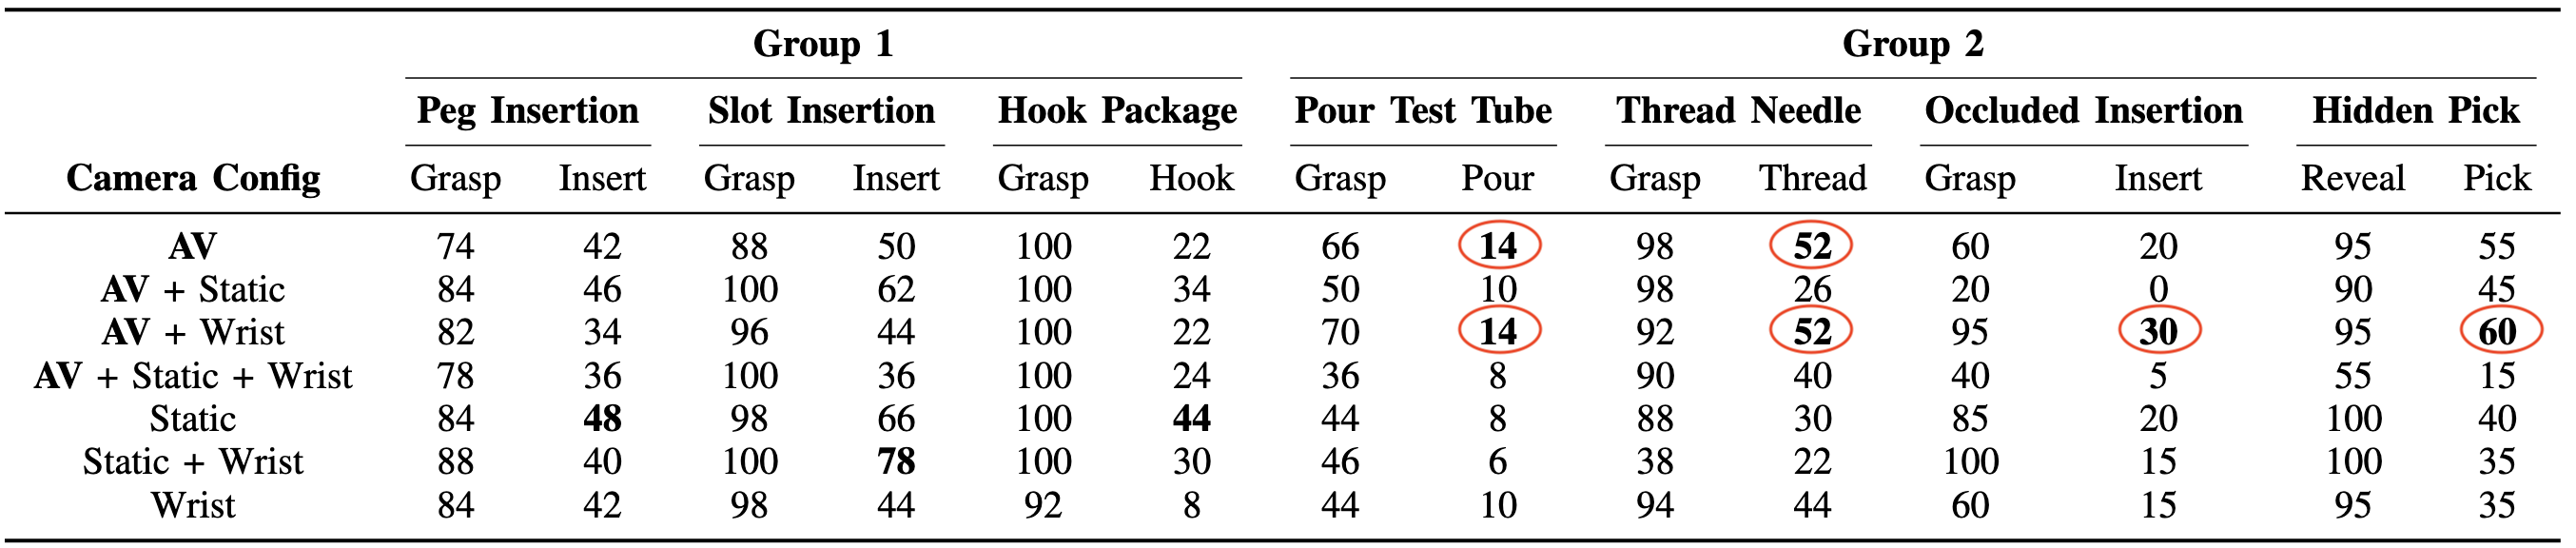 Group 1 Group 2
Peg Insertion Slot Insertion Hook Package Pour Test Tube Thread Needle Occluded Insertion Hidden Pick
Camera Config Grasp Insert Grasp Insert Grasp Hook Grasp Pour Grasp Thread Grasp Insert Reveal Pick
AV 74 42 88 50 100 22 66 14 98 52 60 20 95 55
AV + Static 84 46 100 62 100 34 50 10 98 26 20 0 90 45
AV + Wrist 82 34 96 44 100 22 70 14 92 52 95 30 95 60
AV + Static + Wrist 78 36 100 36 100 24 36 8 90 40 40 5 55 15
Static 84 48 98 66 100 44 44 8 88 30 85 20 100 40
Static + Wrist 88 40 100 78 100 30 46 6 38 22 100 15 100 35
Wrist 84 42 98 44 92 8 44 10 94 44 60 15 95 35